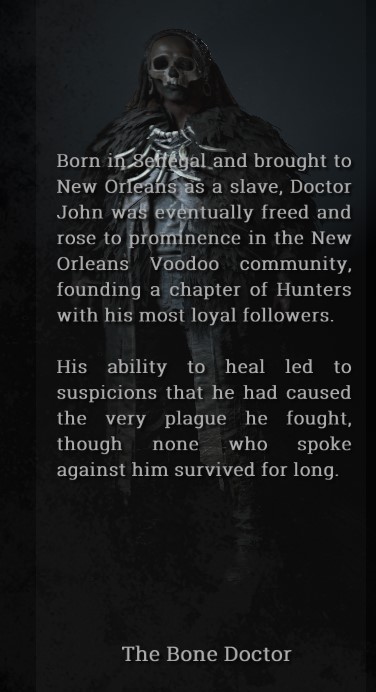 Born in Senegal and brought to
New Orleans as a slave, Doctor
John was eventually freed and
rose to prominence in the New
Orleans Voodoo community,
founding a chapter of Hunters
with his most loyal followers.
His ability to heal led to
suspicions that he had caused
the very plague he fought,
though none who spoke
against him survived for long.
The Bone Doctor